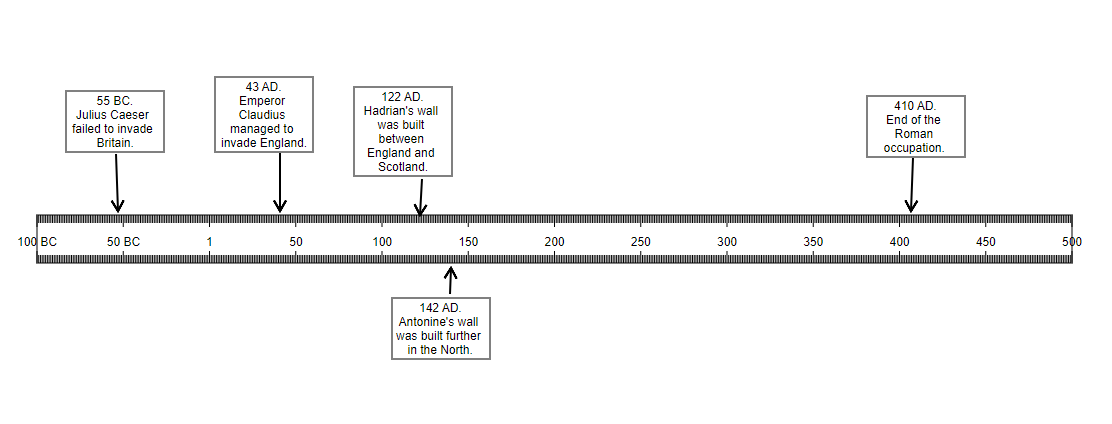 55 BC.
Julius Caeser
failed to invade
Britain.
43 AD.
Emperor
Claudius
managed to
invade England.
122 AD.
Hadrian's wall
was built
between
England and
Scotland.
410 AD.
End of the
Roman
occupation.
100 BC 50 BC 1 50 100 150 200 250 300 350 400 450 500
142 AD.
Antonine's wall
was built further
in the North.